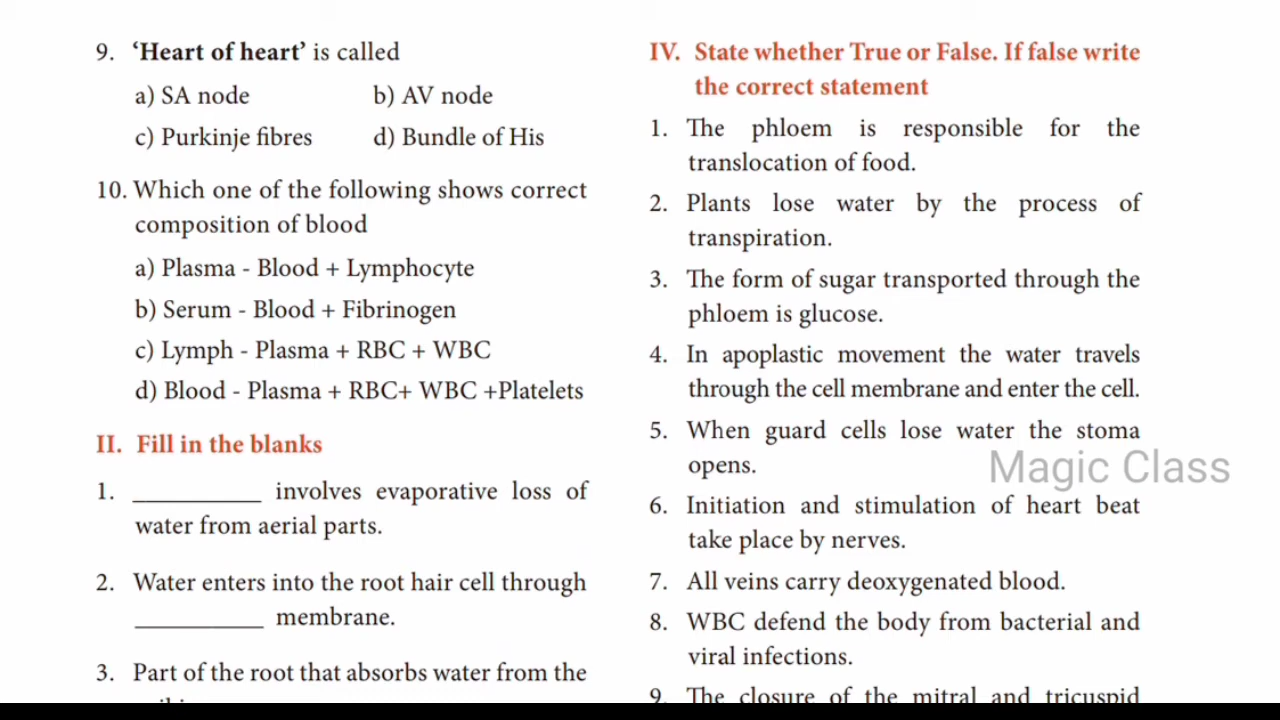 9. ‘Heart of heart’ is called
a) SA node b) AV node
c) Purkinje fibres d) Bundle of His
10. Which one of the following shows correct
composition of blood
a) Plasma - Blood + Lymphocyte
b) Serum - Blood + Fibrinogen
c) Lymph - Plasma + RBC + WBC
d) Blood - Plasma + RBC+ WBC +Platelets
II. Fill in the blanks
1. __________ involves evaporative loss of
water from aerial parts.
2. Water enters into the root hair cell through
__________ membrane.
3. Part of the root that absorbs water from the
IV. State whether True or False. If false write
the correct statement
1. The phloem is responsible for the
translocation of food.
2. Plants lose water by the process of
transpiration.
3. The form of sugar transported through the
phloem is glucose.
4. In apoplastic movement the water travels
through the cell membrane and enter the cell.
5. When guard cells lose water the stoma
opens.
Magic Class
6. Initiation and stimulation of heart beat
take place by nerves.
7. All veins carry deoxygenated blood.
8. WBC defend the body from bacterial and
viral infections.
9. The closure of the mitral and tricuspid